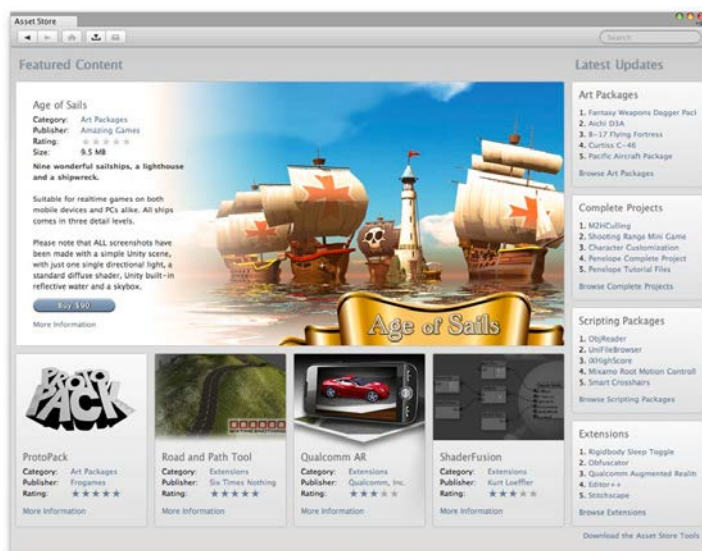 Asset Store
Search
Featured Content
Age of Sails
Category: Art Packages
Publisher: Amazing Games
Rating:
Size: 9.5 MB
Nine wonderful sailships, a lighthouse
and a shipwreck.
Suitable for realtime games on both
mobile devices and PCs alike. All ships
comes in three detail levels.
Please note that ALL screenshots have
been made with a simple Unity scene,
with just one single directional light, a
standard diffuse shader, Unity built-in
reflective water and a skybox.
Buy $90
More Information
Age of Sails
PROTO
PACK
ProtoPack
Category: Art Packages
Publisher: Frogames
Rating:
More Information
SIXTIMESNOTHING
Road and Path Tool
Category: Extensions
Publisher: Six Times Nothing
Rating:
More Information
Qualcomm AR
Category: Extensions
Publisher: Qualcomm, Inc.
Rating:
More Information
ShaderFusion
Category: Extensions
Publisher: Kurt Loeffler
Rating:
More Information
Latest Updates
Art Packages
1. Fantasy Weapons Dagger Pack
2. Aichi D3A
3. B-17 Flying Fortress
4. Curtiss C-46
5. Pacific Aircraft Package
Browse Art Packages
Complete Projects
1. M2HCulling
2. Shooting Range Mini Game
3. Character Customization
4. Penelope Complete Project
5. Penelope Tutorial Files
Browse Complete Projects
Scripting Packages
1. ObjReader
2. UniFileBrowser
3. iXHighScore
4. Mixamo Root Motion Controll
5. Smart Crosshairs
Browse Scripting Packages
Extensions
1. Rigidbody Sleep Toggle
2. Obfuscator
3. Qualcomm Augmented Realit
4. Editor++
5. Stitchscape
Browse Extensions
Download the Asset Store Tools